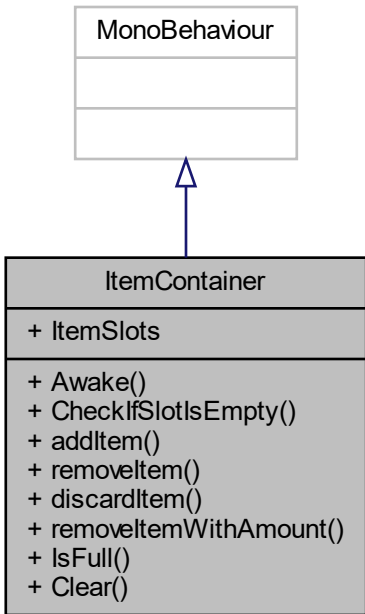 MonoBehaviour
ItemContainer
+ ItemSlots
+ Awake()
+ CheckIfSlotIsEmpty()
+ addItem()
+ removeItem()
+ discardItem()
+ removeItemWithAmount()
+ IsFull()
+ Clear()